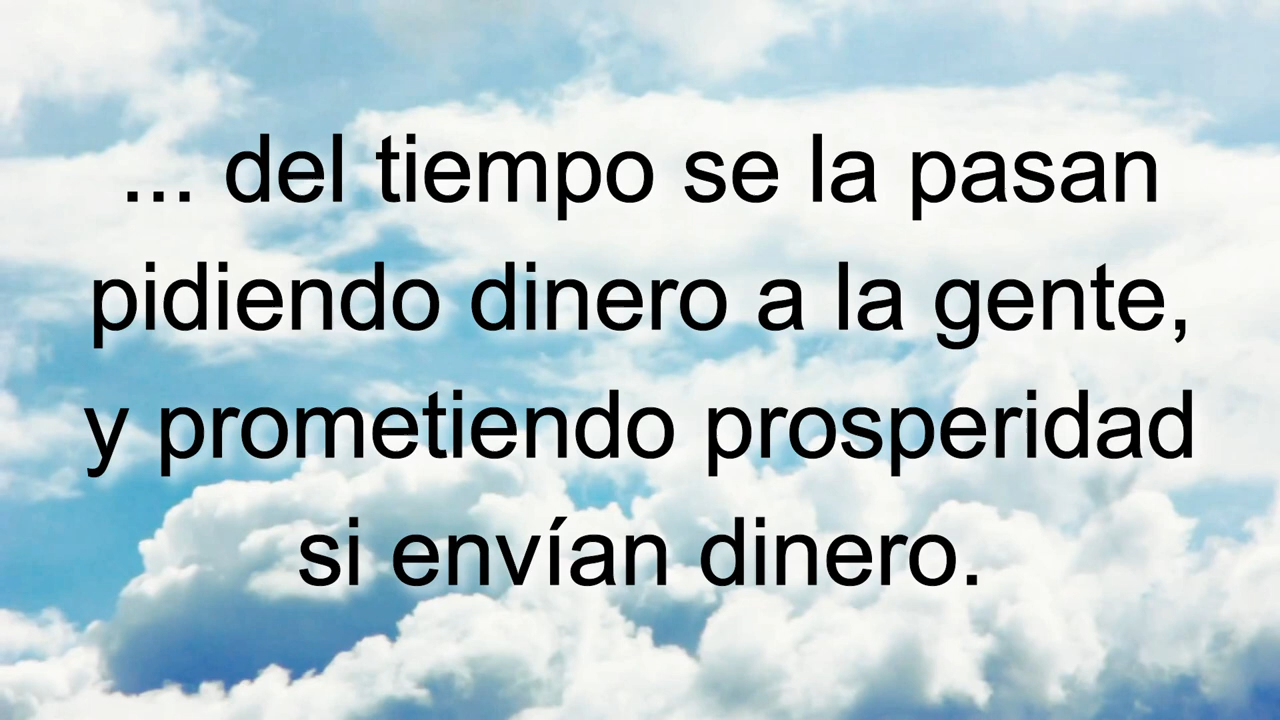 ... del tiempo se la pasan
pidiendo dinero a la gente,
y prometiendo prosperidad
si envían dinero.